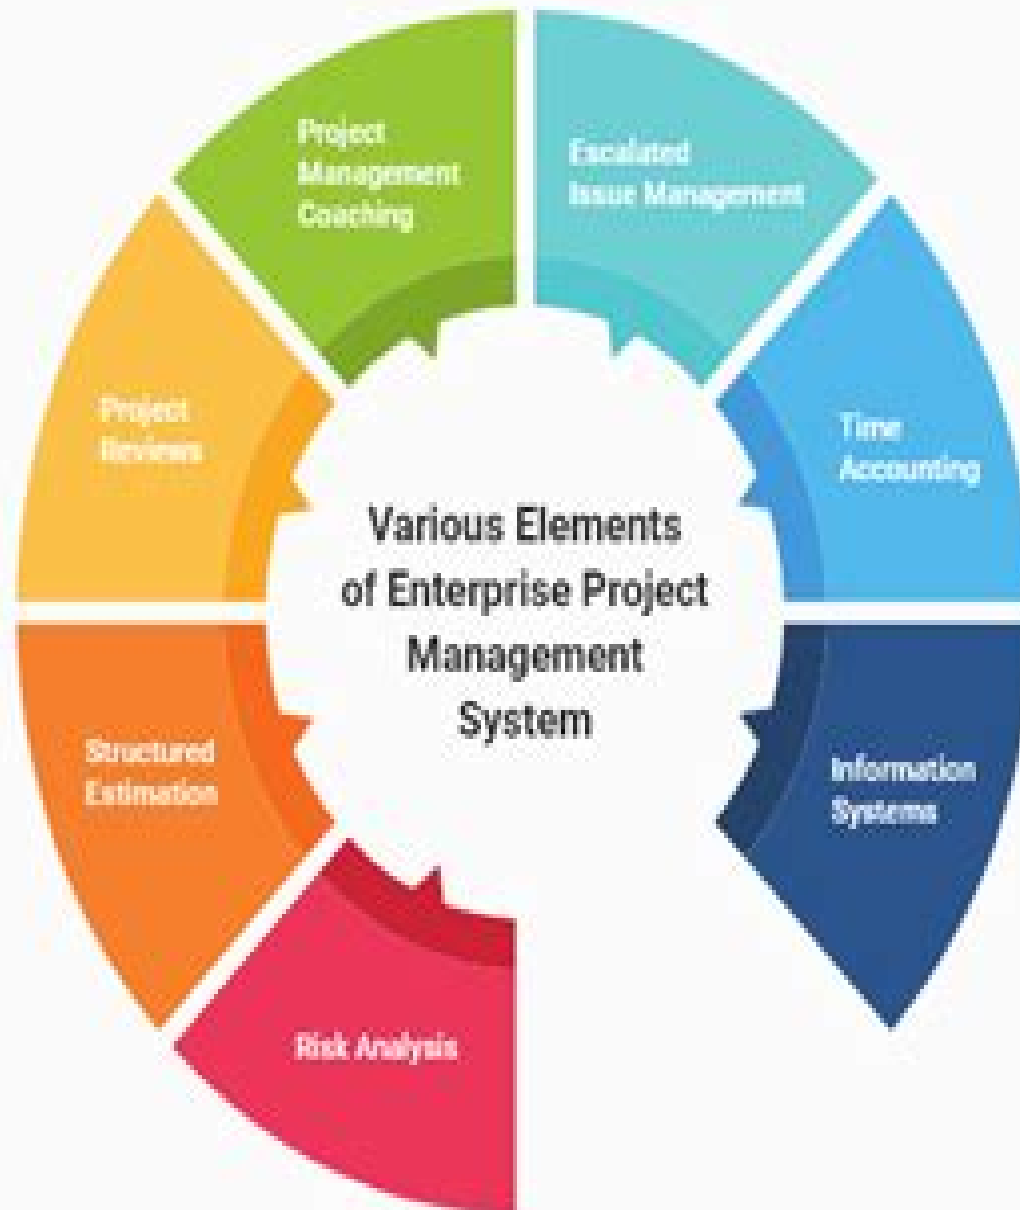 Project
Management
Coaching
Escalated
Issue Management
Project
Reviews
Time
Accounting
Various Elements
of Enterprise Project
Management
System
Structured
Estimation
Information
Systems
Risk Analysis